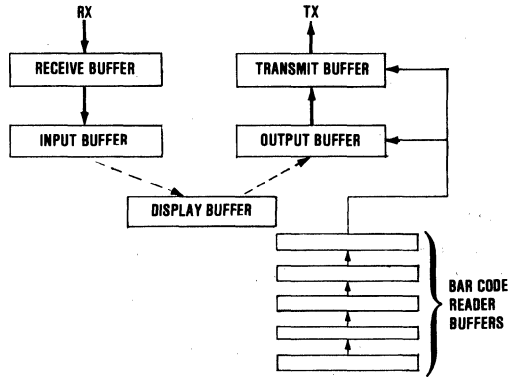 RX
TX
RECEIVE BUFFER
TRANSMIT BUFFER
INPUT BUFFER
OUTPUT BUFFER
DISPLAY BUFFER
BAR CODE
READER
BUFFERS